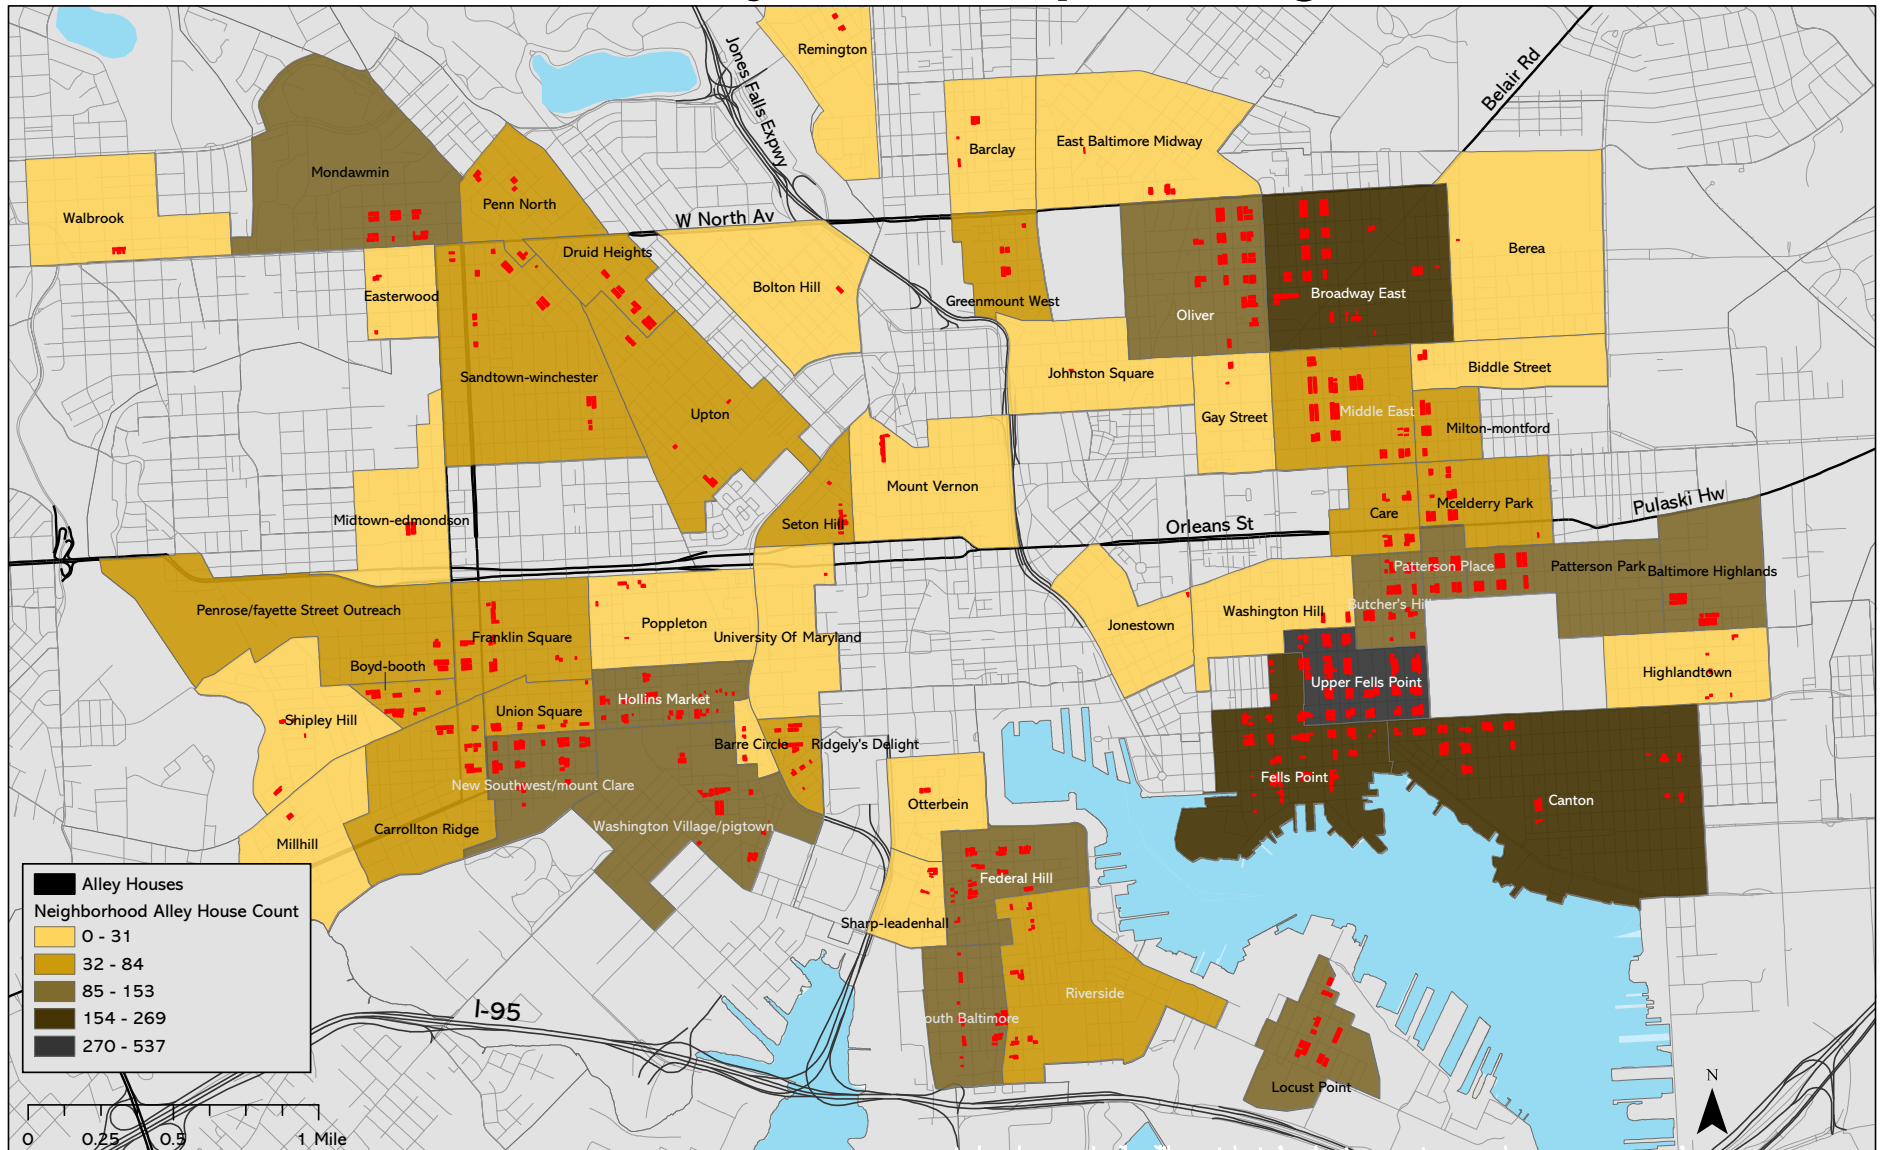 Remington
Jones Falls Expwy
Belair Rd
Barclay
East Baltimore Midway
Mondawmin
Penn North
Walbrook
W North Av
Druid Heights
Berea
Easterwood
Bolton Hill
Greenmount West
Broadway East
Oliver
Johnston Square
Biddle Street
Sandtown-winchester
Upton
Gay Street
Middle East
Milton-montford
Mount Vernon
Midtown-edmondson
Seton Hill
Orleans St
Care
Mcelderry Park
Pulaski Hw
Patterson Place
Patterson Park
Baltimore Highlands
Penrose/fayette Street Outreach
Butcher's Hill
Washington Hill
Franklin Square
Poppleton
University Of Maryland
Jonestown
Boyd-booth
Highlandtown
Upper Fells Point
Hollins Market
Shipley Hill
Union Square
Barre Circle
Ridgely's Delight
New Southwest/mount Clare
Fells Point
Canton
Otterbein
Washington Village/pigtown
Carrollton Ridge
Millhill
Federal Hill
Sharp-leadenhall
Riverside
outh Baltimore
Locust Point
I-95
Alley Houses
Neighborhood Alley House Count
0 - 31
32 - 84
85 - 153
154 - 269
270 - 537
0 0.25 0.5 1 Mile
N